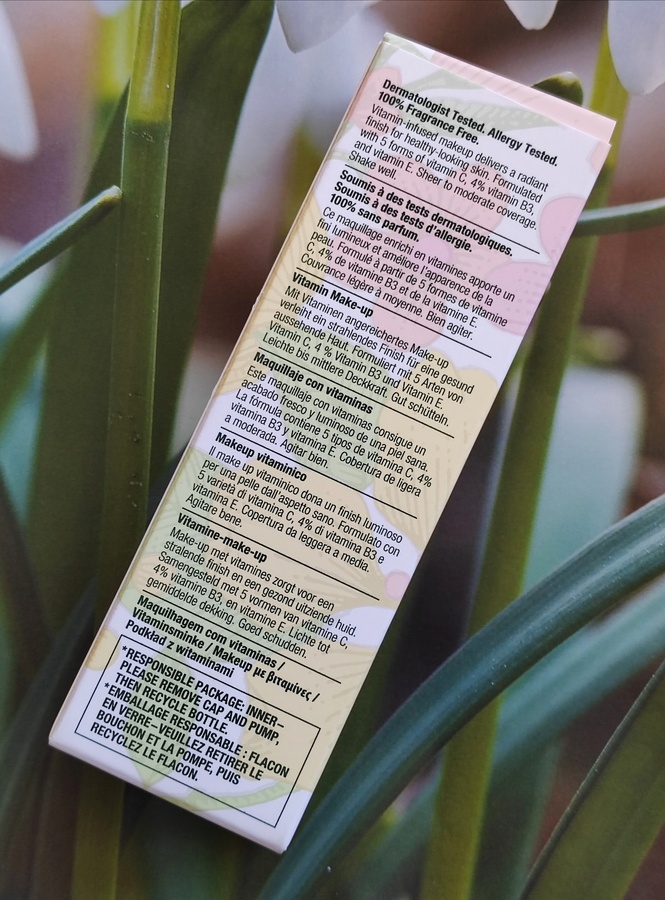 Dermatologist Tested. Allergy Tested.
100% Fragrance Free.
Vitamin-infused makeup delivers a radiant
finish for healthy-looking skin. Formulated
with 5 forms of vitamin C, 4% vitamin B3,
and vitamin E. Sheer to moderate coverage.
Shake well.
Soumis à des tests dermatologiques.
Soumis à des tests d'allergie.
100% sans parfum.
Ce maquillage enrichi en vitamines apporte un
fini lumineux et améliore l'apparence de la
peau. Formulé à partir de 5 formes de vitamine
C, 4% de vitamine B3 et de la vitamine E.
Couvrance légère à moyenne. Bien agiter.
Vitamin Make-up
Mit Vitaminen angereichertes Make-up
verleiht ein strahlendes Finish für eine gesund
aussehende Haut. Formuliert mit 5 Arten von
Vitamin C, 4 % Vitamin B3 und Vitamin E.
Leichte bis mittlere Deckkraft. Gut schütteln.
Maquillaje con vitaminas
Este maquillaje con vitaminas consigue un
acabado fresco y luminoso de una piel sana.
La fórmula contiene 5 tipos de vitamina C, 4%
vitamina B3 y vitamina E. Cobertura de ligera
a moderada. Agitar bien.
Makeup vitaminico
Il make up vitaminico dona un finish luminoso
per una pelle dall'aspetto sano. Formulato con
5 varietà di vitamina C, 4% di vitamina B3 e
vitamina E. Copertura da leggera a media.
Agitare bene.
Vitamine-make-up
Make-up met vitamines zorgt voor een
stralende finish en een gezond uitziende huid.
Samengesteld met 5 vormen van vitamine C,
4% vitamine B3, en vitamine E. Lichte tot
gemiddelde dekking. Goed schudden.
Maquilhagem com vitaminas /
Vitaminsminke / Makeup με βιταμίνες /
Podkład z witaminami
*RESPONSIBLE PACKAGE: INNER–
PLEASE REMOVE CAP AND PUMP,
THEN RECYCLE BOTTLE.
*EMBALLAGE RESPONSABLE : FLACON
EN VERRE–VEUILLEZ RETIRER LE
BOUCHON ET LA POMPE, PUIS
RECYCLEZ LE FLACON.